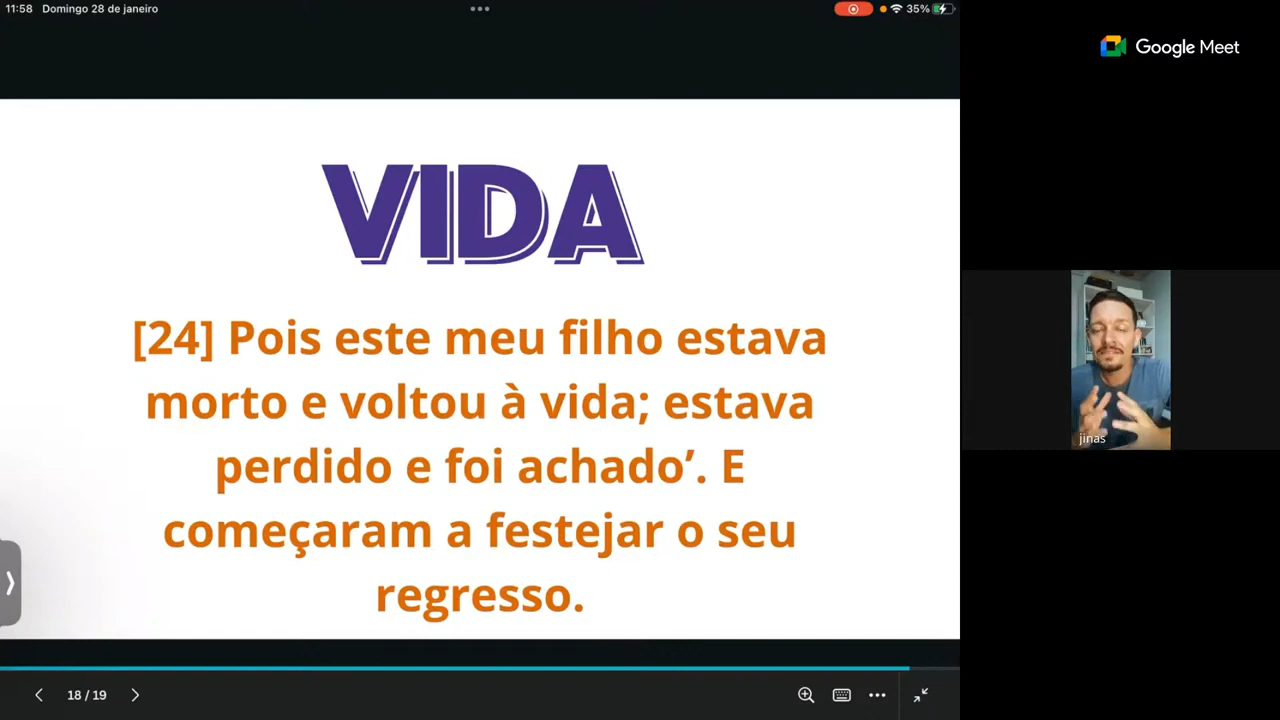 11:58 Domingo 28 de janeiro
35%
Google Meet
VIDA
[24] Pois este meu filho estava
morto e voltou à vida; estava
perdido e foi achado’. E
começaram a festejar o seu
regresso.
jinas
18 / 19